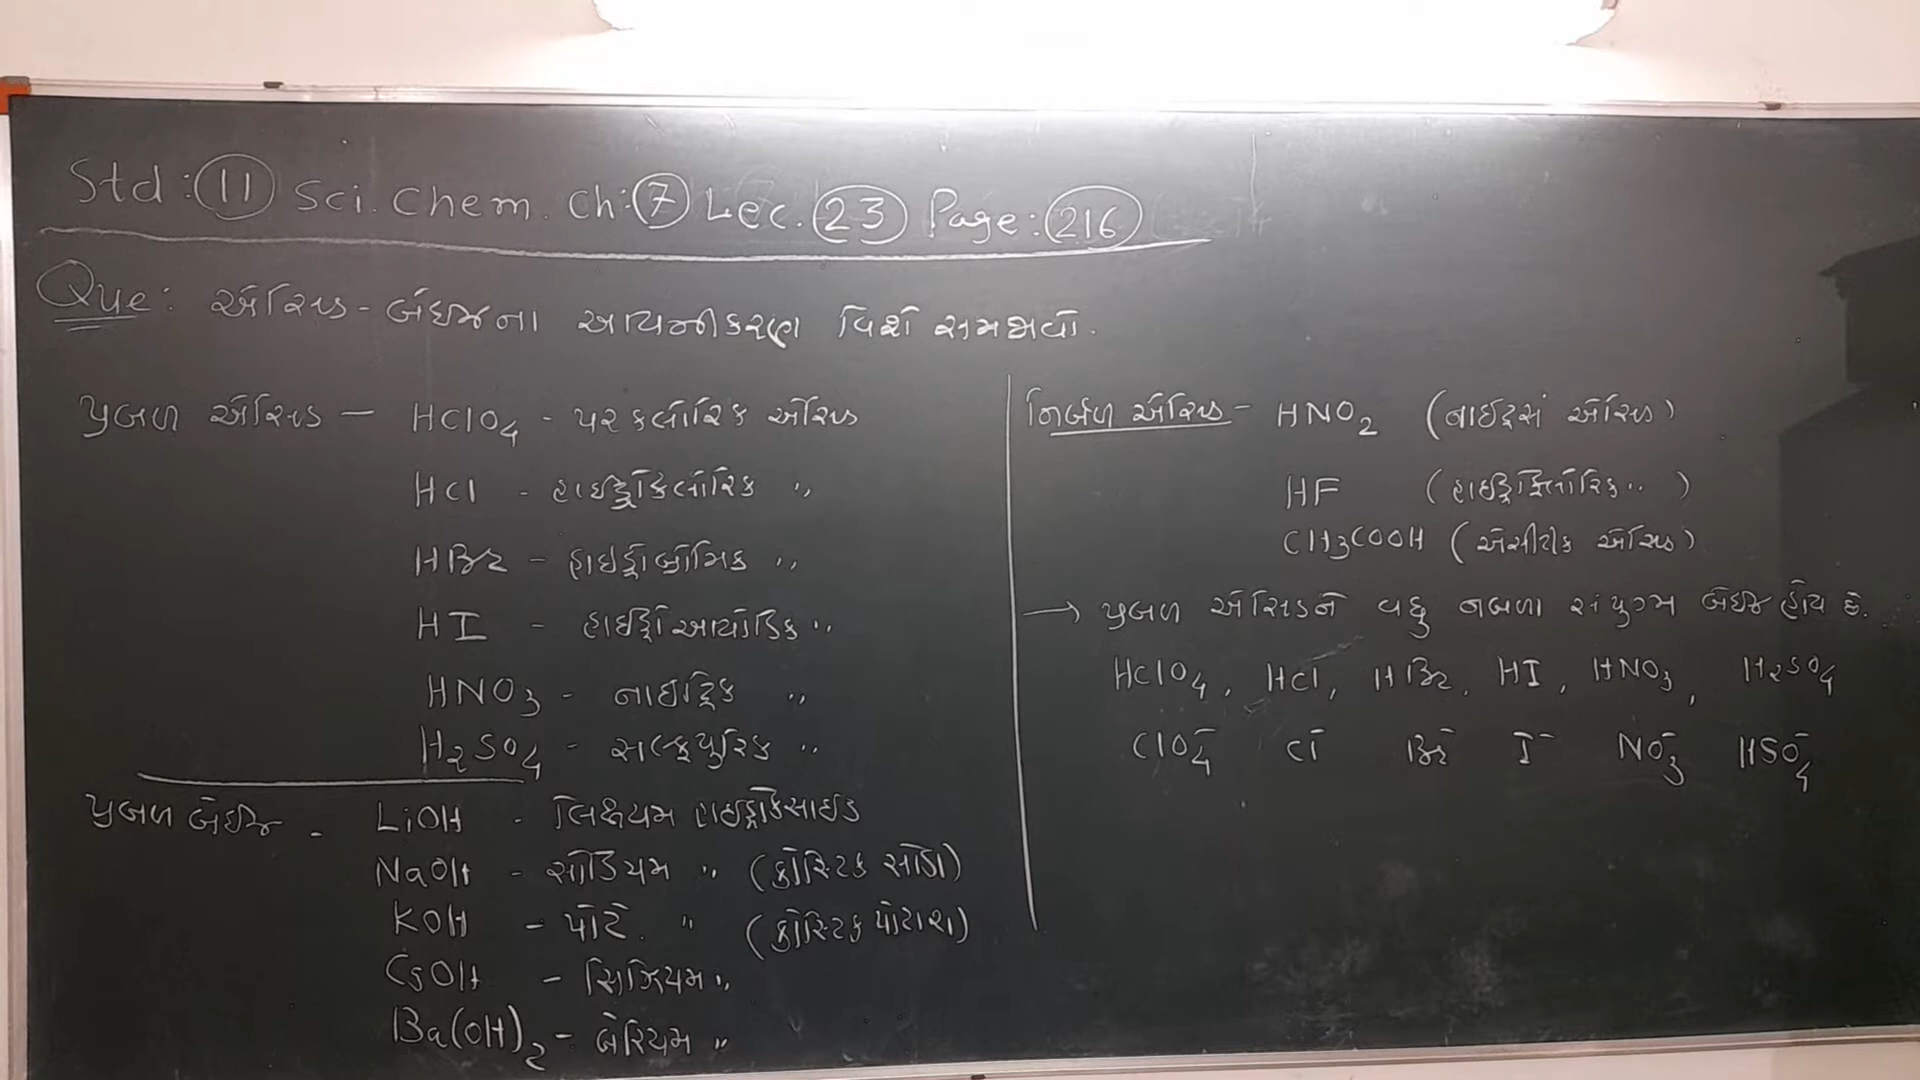 Std : 11 Sci. Chem. Ch : 7 Lec. 23 Page : 216
Que : એસિડ - બેઇઝના આયનીકરણ વિશે સમજાવો.
પ્રબળ એસિડ - HClO4 - પરકલોરિક એસિડ
HCl - હાઇડ્રોક્લોરિક ''
HBr - હાઇડ્રોબ્રોમિક ''
HI - હાઇડ્રોઆયોડિક ''
HNO3 - નાઇટ્રિક ''
H2SO4 - સલ્ફ્યુરિક ''
પ્રબળ બેઇઝ - LiOH - લિથિયમ હાઇડ્રોક્સાઇડ
NaOH - સોડિયમ '' (કોસ્ટિક સોડા)
KOH - પોટે. '' (કોસ્ટિક પોટાશ)
CsOH - સિઝિયમ ''
Ba(OH)2 - બેરિયમ ''
નિર્બળ એસિડ - HNO2 (નાઇટ્રસ એસિડ)
HF (હાઇડ્રોફ્લોરિક '')
CH3COOH (એસીટીક એસિડ)
→ પ્રબળ એસિડને વધુ નબળા સંયુગ્મ બેઇઝ હોય છે.
HClO4, HCl, HBr, HI, HNO3, H2SO4
ClO4⁻ Cl⁻ Br⁻ I⁻ NO3⁻ HSO4⁻